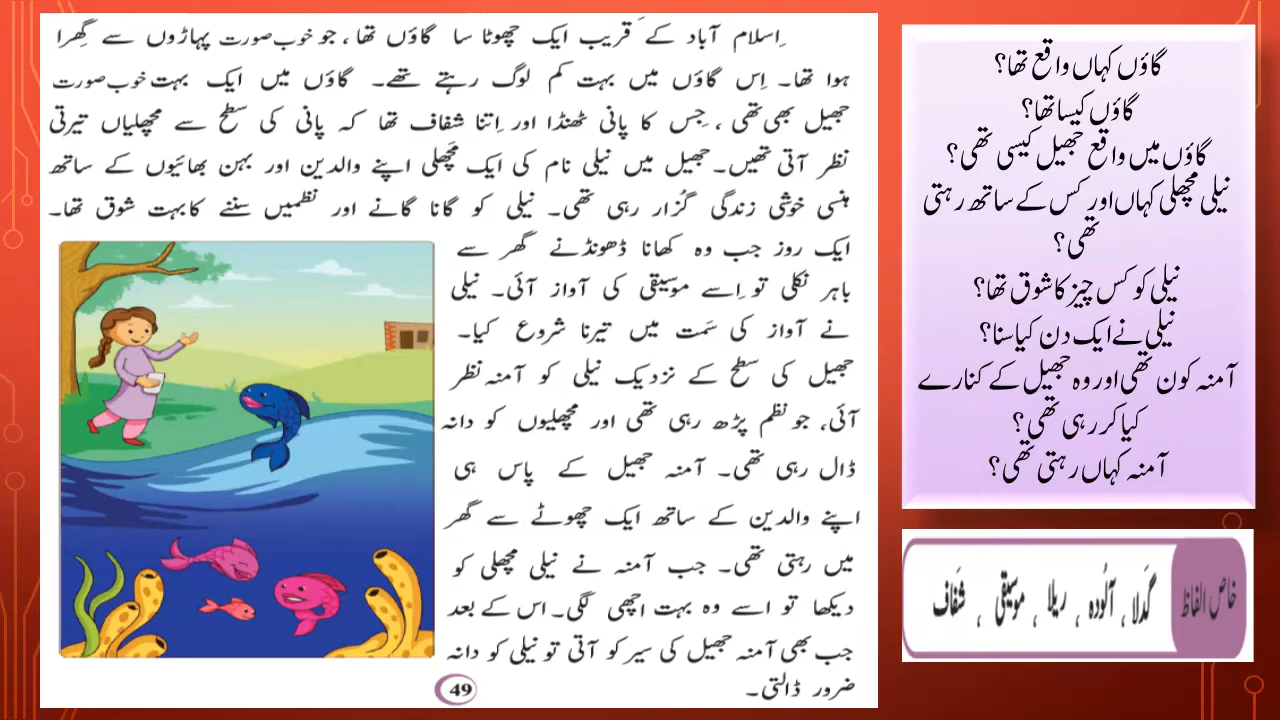 اِسلام آباد کے قریب ایک چھوٹا سا گاؤں تھا، جو خوب صورت پہاڑوں سے گِھرا
ہوا تھا۔ اِس گاؤں میں بہت کم لوگ رہتے تھے۔ گاؤں میں ایک بہت خوب صورت
جھیل بھی تھی، جِس کا پانی ٹھنڈا اور اِتنا شفاف تھا کہ پانی کی سطح سے مچھلیاں تیرتی
نظر آتی تھیں۔ جھیل میں نیلی نام کی ایک مَچھلی اپنے والدین اور بہن بھائیوں کے ساتھ
ہنسی خوشی زندگی گزُار رہی تھی۔ نیلی کو گانا گانے اور نظمیں سننے کا بہت شوق تھا۔
ایک روز جب وہ کھانا ڈھونڈنے گھر سے
باہر نکلی تو اِسے موسیقی کی آواز آئی۔ نیلی
نے آواز کی سَمت میں تیرنا شروع کیا۔
جھیل کی سطح کے نزدیک نیلی کو آمنہ نظر
آئی، جو نظم پڑھ رہی تھی اور مچھلیوں کو دانہ
ڈال رہی تھی۔ آمنہ جھیل کے پاس ہی
اپنے والدین کے ساتھ ایک چھوٹے سے گھر
میں رہتی تھی۔ جب آمنہ نے نیلی مچھلی کو
دیکھا تو اسے وہ بہت اچھی لگی۔ اس کے بعد
جب بھی آمنہ جھیل کی سیر کو آتی تو نیلی کو دانہ
ضرور ڈالتی۔
49
گاؤں کہاں واقع تھا؟
گاؤں کیسا تھا؟
گاؤں میں واقع جھیل کیسی تھی؟
نیلی مچھلی کہاں اور کس کے ساتھ رہتی
تھی؟
نیلی کو کس چیز کا شوق تھا؟
نیلی نے ایک دن کیا سنا؟
آمنہ کون تھی اور وہ جھیل کے کنارے
کیا کر رہی تھی؟
آمنہ کہاں رہتی تھی؟
خاص الفاظ گَدلا، آلُودہ، ریلا، موسیقی، شفَاف